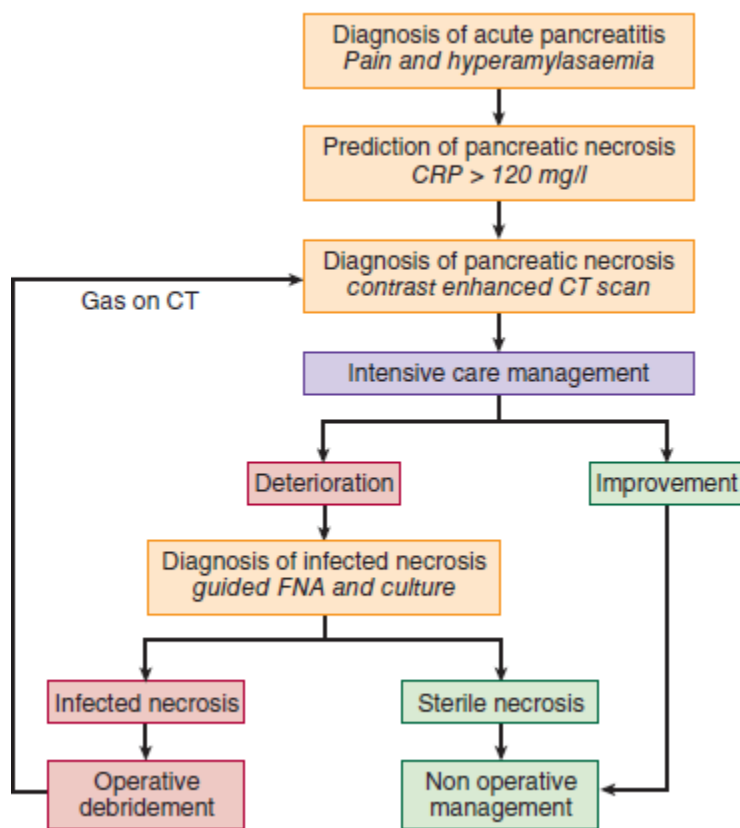 Diagnosis of acute pancreatitis
Pain and hyperamylasaemia
Prediction of pancreatic necrosis
CRP > 120 mg/l
Diagnosis of pancreatic necrosis
contrast enhanced CT scan
Gas on CT
Intensive care management
Deterioration
Improvement
Diagnosis of infected necrosis
guided FNA and culture
Infected necrosis
Sterile necrosis
Operative
debridement
Non operative
management